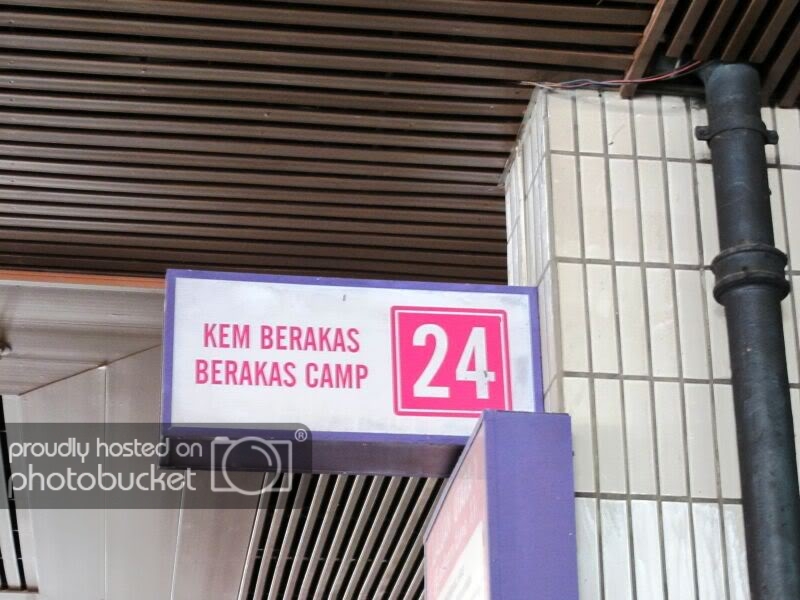 KEM BERAKAS
BERAKAS CAMP
24
proudly hosted on
photobucket®